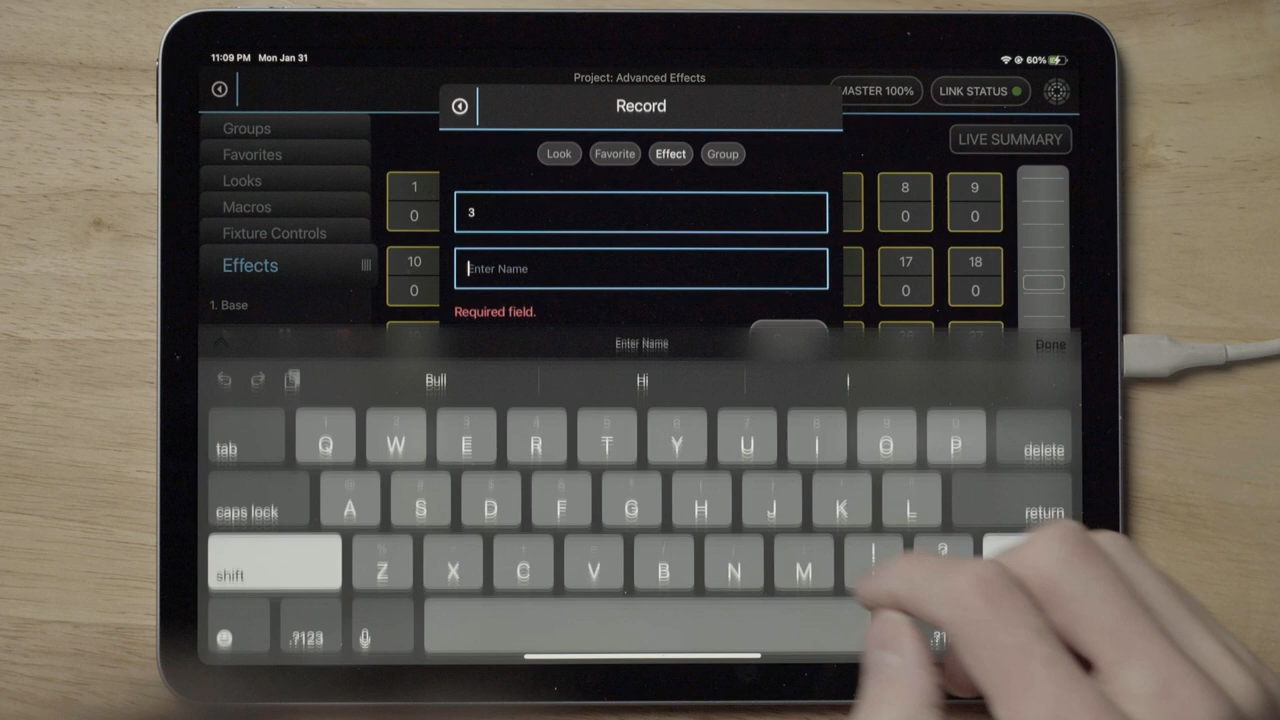 11:09 PM Mon Jan 31
60%
Project: Advanced Effects
MASTER 100%
LINK STATUS
Record
LIVE SUMMARY
Groups
Favorites
Looks
Macros
Fixture Controls
Effects
1. Base
Look Favorite Effect Group
3
Enter Name
Required field.
1 8 9
0 0 0
10 17 18
0 0 0
Enter Name
Done
Bull Hi I
tab Q W E R T Y U I O P delete
caps lock A S D F G H J K L return
shift Z X C V B N M ! ?
.?123